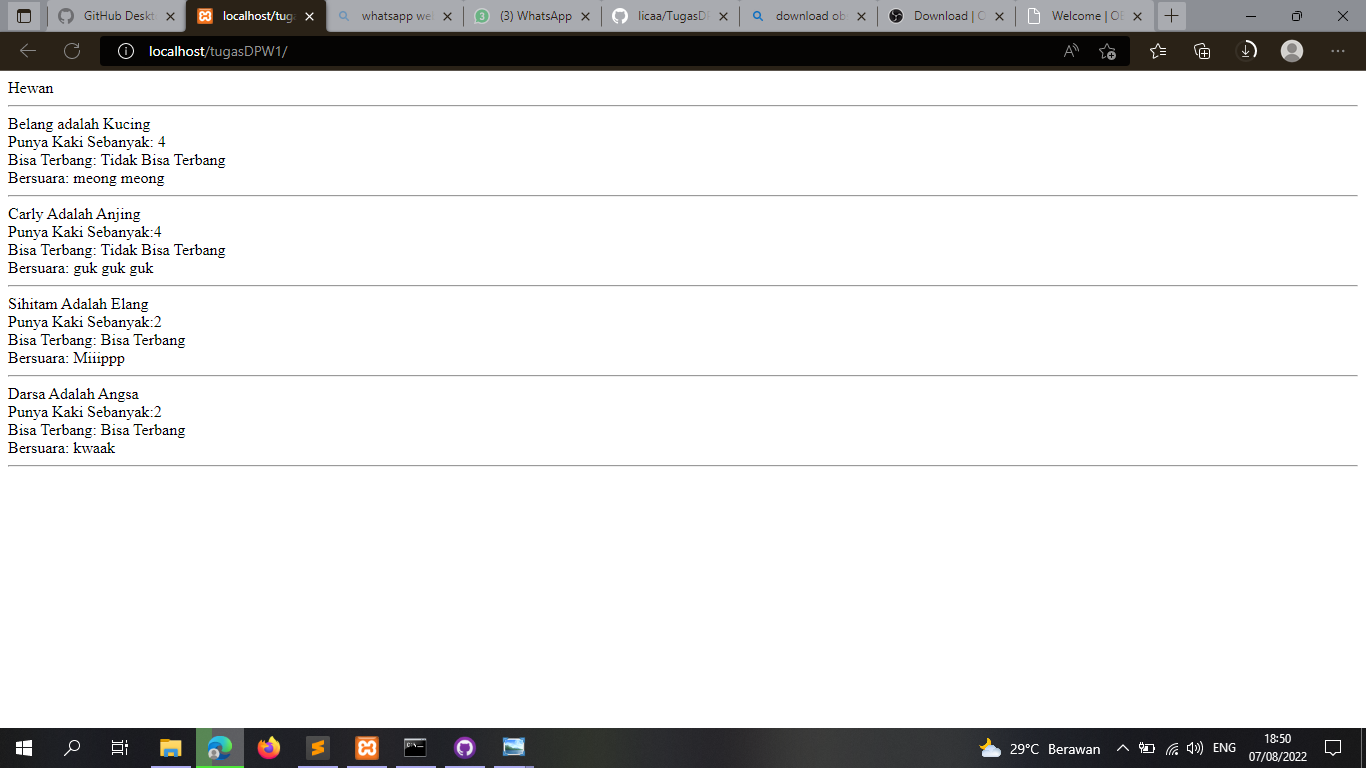 GitHub Deskt
localhost/tuga
whatsapp we
(3) WhatsApp
licaa/TugasD
download obs
Download | O
Welcome | OB
localhost/tugasDPW1/
Hewan
Belang adalah Kucing
Punya Kaki Sebanyak: 4
Bisa Terbang: Tidak Bisa Terbang
Bersuara: meong meong
Carly Adalah Anjing
Punya Kaki Sebanyak:4
Bisa Terbang: Tidak Bisa Terbang
Bersuara: guk guk guk
Sihitam Adalah Elang
Punya Kaki Sebanyak:2
Bisa Terbang: Bisa Terbang
Bersuara: Miiippp
Darsa Adalah Angsa
Punya Kaki Sebanyak:2
Bisa Terbang: Bisa Terbang
Bersuara: kwaak
29°C Berawan
ENG
18:50
07/08/2022